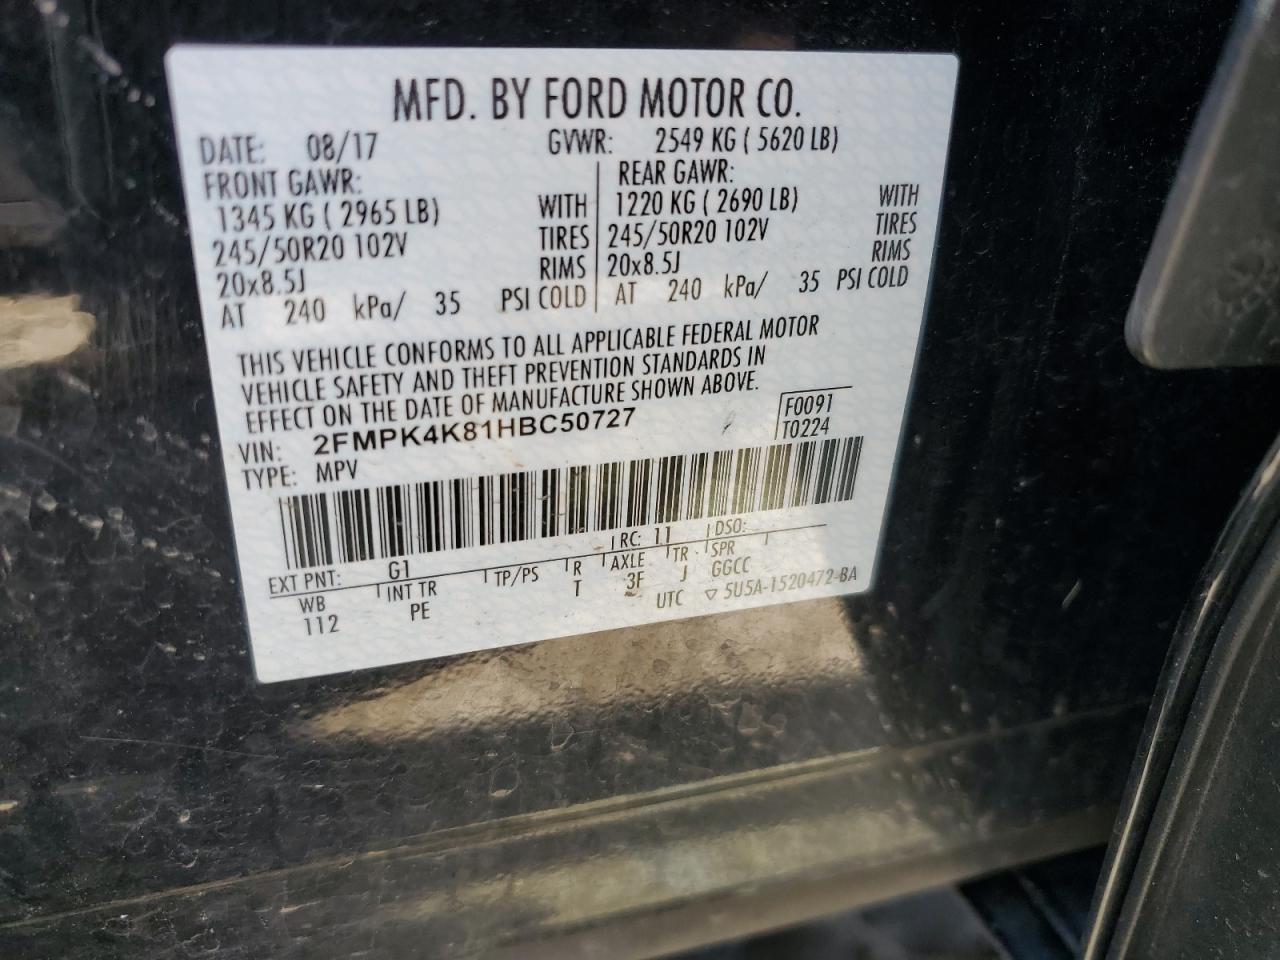 MFD. BY FORD MOTOR CO.
DATE: 08/17 GVWR: 2549 KG ( 5620 LB)
FRONT GAWR: REAR GAWR:
1345 KG ( 2965 LB) WITH 1220 KG ( 2690 LB) WITH
245/50R20 102V TIRES 245/50R20 102V TIRES
20x8.5J RIMS 20x8.5J RIMS
AT 240 kPa/ 35 PSI COLD AT 240 kPa/ 35 PSI COLD
THIS VEHICLE CONFORMS TO ALL APPLICABLE FEDERAL MOTOR
VEHICLE SAFETY AND THEFT PREVENTION STANDARDS IN
EFFECT ON THE DATE OF MANUFACTURE SHOWN ABOVE.
VIN: 2FMPK4K81HBC50727 F0091
TYPE: MPV T0224
EXT PNT: G1 RC: 11 DSO:
WB INT TR TP/PS R AXLE TR SPR
112 PE T 3F J GGCC
UTC ▽ 5U5A-1520472-BA